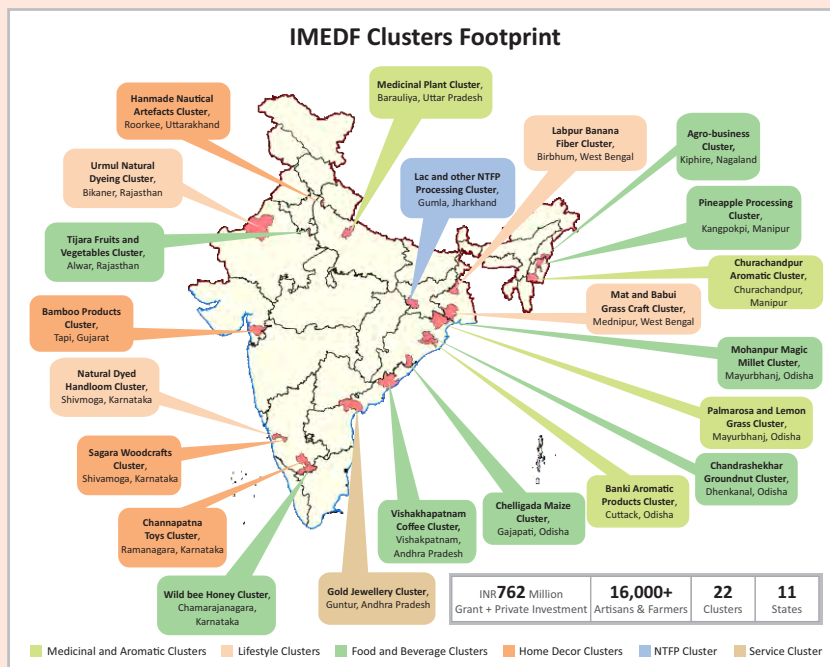 IMEDF Clusters Footprint
Hanmade Nautical
Artefacts Cluster,
Roorkee, Uttarakhand
Medicinal Plant Cluster,
Barauliya, Uttar Pradesh
Labpur Banana
Fiber Cluster,
Birbhum, West Bengal
Agro-business
Cluster,
Kiphire, Nagaland
Urmul Natural
Dyeing Cluster,
Bikaner, Rajasthan
Lac and other NTFP
Processing Cluster,
Gumla, Jharkhand
Pineapple Processing
Cluster,
Kangpokpi, Manipur
Tijara Fruits and
Vegetables Cluster,
Alwar, Rajasthan
Churachandpur
Aromatic Cluster,
Churachandpur,
Manipur
Bamboo Products
Cluster,
Tapi, Gujarat
Mat and Babui
Grass Craft Cluster,
Mednipur, West Bengal
Mohanpur Magic
Millet Cluster,
Mayurbhanj, Odisha
Natural Dyed
Handloom Cluster,
Shivmoga, Karnataka
Palmarosa and Lemon
Grass Cluster,
Mayurbhanj, Odisha
Sagara Woodcrafts
Cluster,
Shivamoga, Karnataka
Chandrashekhar
Groundnut Cluster,
Dhenkanal, Odisha
Banki Aromatic
Products Cluster,
Cuttack, Odisha
Chelligada Maize
Cluster,
Gajapati, Odisha
Vishakhapatnam
Coffee Cluster,
Vishakpatnam,
Andhra Pradesh
Channapatna
Toys Cluster,
Ramanagara, Karnataka
Wild bee Honey Cluster,
Chamarajanagara,
Karnataka
Gold Jewellery Cluster,
Guntur, Andhra Pradesh
INR762 Million
Grant + Private Investment
16,000+
Artisans & Farmers
22
Clusters
11
States
Medicinal and Aromatic Clusters
Lifestyle Clusters
Food and Beverage Clusters
Home Decor Clusters
NTFP Cluster
Service Cluster